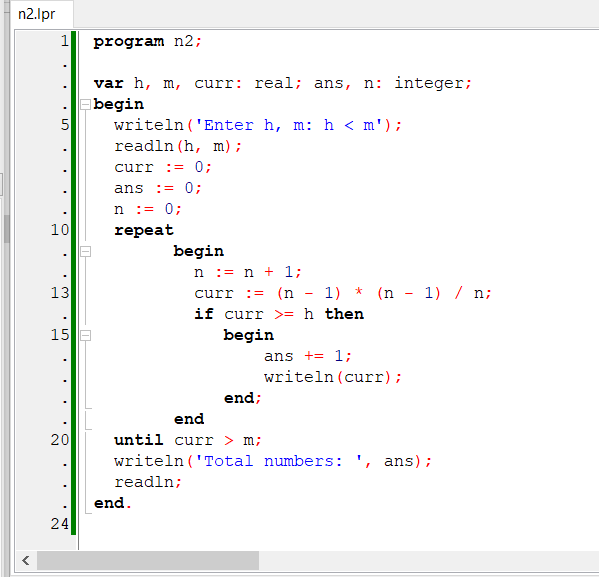 n2.lpr
1 program n2;
.
. var h, m, curr: real; ans, n: integer;
. begin
5 writeln('Enter h, m: h < m');
. readln(h, m);
. curr := 0;
. ans := 0;
. n := 0;
10 repeat
. begin
. n := n + 1;
13 curr := (n - 1) * (n - 1) / n;
. if curr >= h then
15 begin
. ans += 1;
. writeln(curr);
. end;
. end
20 until curr > m;
. writeln('Total numbers: ', ans);
. readln;
. end.
24